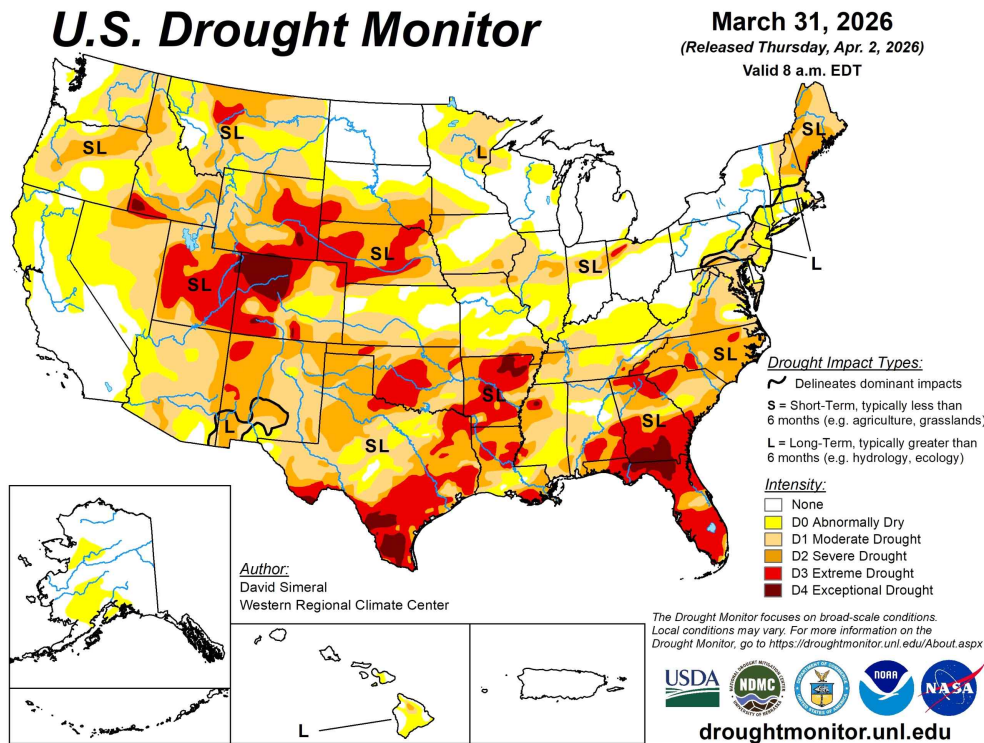 U.S. Drought Monitor
March 31, 2026
(Released Thursday, Apr. 2, 2026)
Valid 8 a.m. EDT
SL
SL
SL
L
SL
SL
SL
L
SL
SL
SL
L
SL
SL
Drought Impact Types:
Delineates dominant impacts
S = Short-Term, typically less than
6 months (e.g. agriculture, grasslands)
L = Long-Term, typically greater than
6 months (e.g. hydrology, ecology)
Intensity:
None
D0 Abnormally Dry
D1 Moderate Drought
D2 Severe Drought
D3 Extreme Drought
D4 Exceptional Drought
Author:
David Simeral
Western Regional Climate Center
L
The Drought Monitor focuses on broad-scale conditions.
Local conditions may vary. For more information on the
Drought Monitor, go to https://droughtmonitor.unl.edu/About.aspx
USDA
NDMC
NOAA
NASA
droughtmonitor.unl.edu